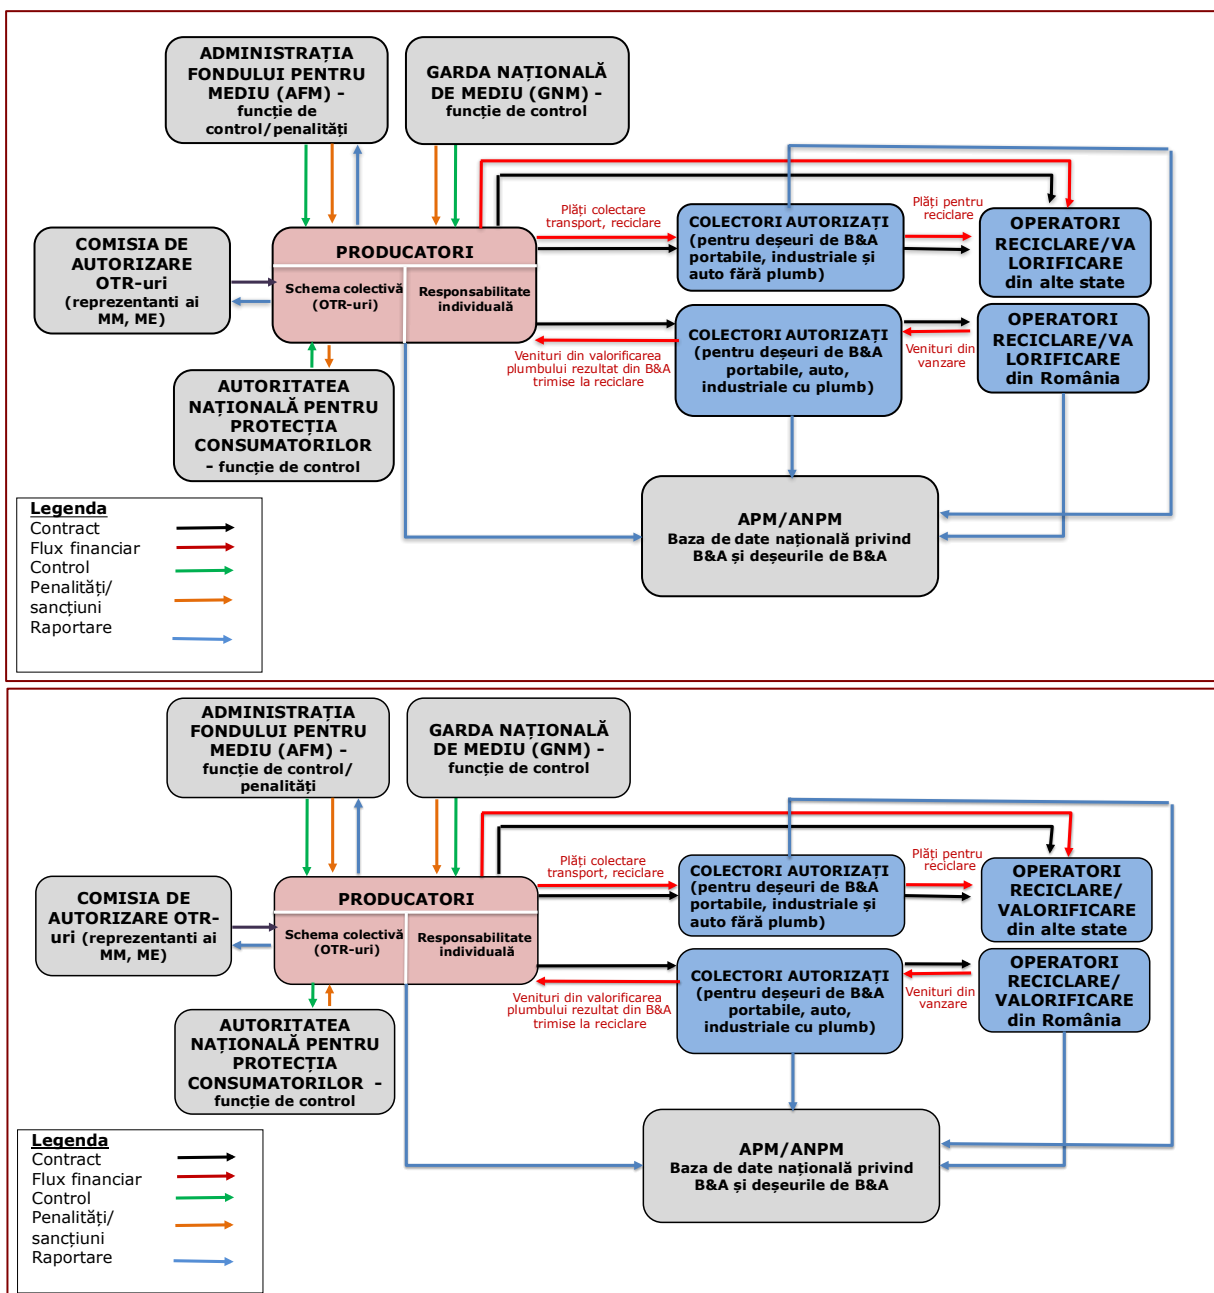 ADMINISTRAȚIA
FONDULUI PENTRU
MEDIU (AFM) -
funcție de
control/penalități
GARDA NAȚIONALĂ
DE MEDIU (GNM) -
funcție de control
COMISIA DE
AUTORIZARE
OTR-uri
(reprezentanti ai
MM, ME)
PRODUCATORI
Schema colectivă
(OTR-uri)
Responsabilitate
individuală
Plăți colectare
transport, reciclare
COLECTORI AUTORIZAȚI
(pentru deșeuri de B&A
portabile, industriale și
auto fără plumb)
Plăți pentru
reciclare
OPERATORI
RECICLARE/VA
LORIFICARE
din alte state
Venituri din valorificarea
plumbului rezultat din B&A
trimise la reciclare
COLECTORI AUTORIZAȚI
(pentru deșeuri de B&A
portabile, auto,
industriale cu plumb)
Venituri din
vanzare
OPERATORI
RECICLARE/VA
LORIFICARE
din România
AUTORITATEA
NAȚIONALĂ PENTRU
PROTECȚIA
CONSUMATORILOR
- funcție de control
APM/ANPM
Baza de date națională privind
B&A și deșeurile de B&A
Legenda
Contract
Flux financiar
Control
Penalități/
sancțiuni
Raportare
ADMINISTRAȚIA
FONDULUI PENTRU
MEDIU (AFM) -
funcție de control/
penalități
GARDA NAȚIONALĂ
DE MEDIU (GNM) -
funcție de control
COMISIA DE
AUTORIZARE OTR-
uri (reprezentanti ai
MM, ME)
PRODUCATORI
Schema colectivă
(OTR-uri)
Responsabilitate
individuală
Plăți colectare
transport, reciclare
COLECTORI AUTORIZAȚI
(pentru deșeuri de B&A
portabile, industriale și
auto fără plumb)
Plăți pentru
reciclare
OPERATORI
RECICLARE/
VALORIFICARE
din alte state
Venituri din valorificarea
plumbului rezultat din B&A
trimise la reciclare
COLECTORI AUTORIZAȚI
(pentru deșeuri de B&A
portabile, auto,
industriale cu plumb)
Venituri din
vanzare
OPERATORI
RECICLARE/
VALORIFICARE
din România
AUTORITATEA
NAȚIONALĂ PENTRU
PROTECȚIA
CONSUMATORILOR -
funcție de control
APM/ANPM
Baza de date națională privind
B&A și deșeurile de B&A
Legenda
Contract
Flux financiar
Control
Penalități/
sancțiuni
Raportare